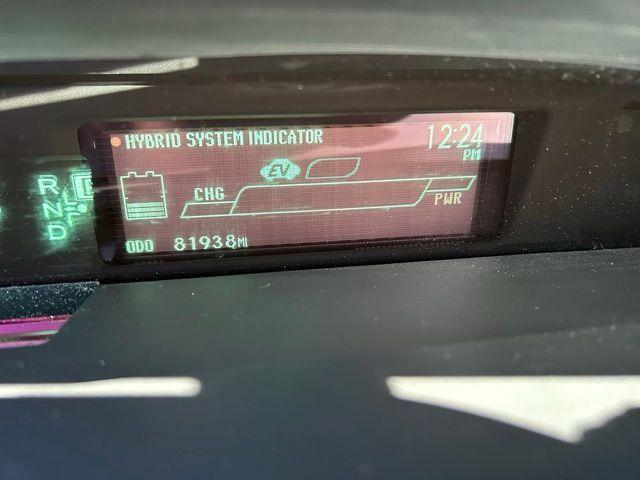 HYBRID SYSTEM INDICATOR
12:24
PM
EV
CHG
PWR
ODO 81938MI
R
N
D